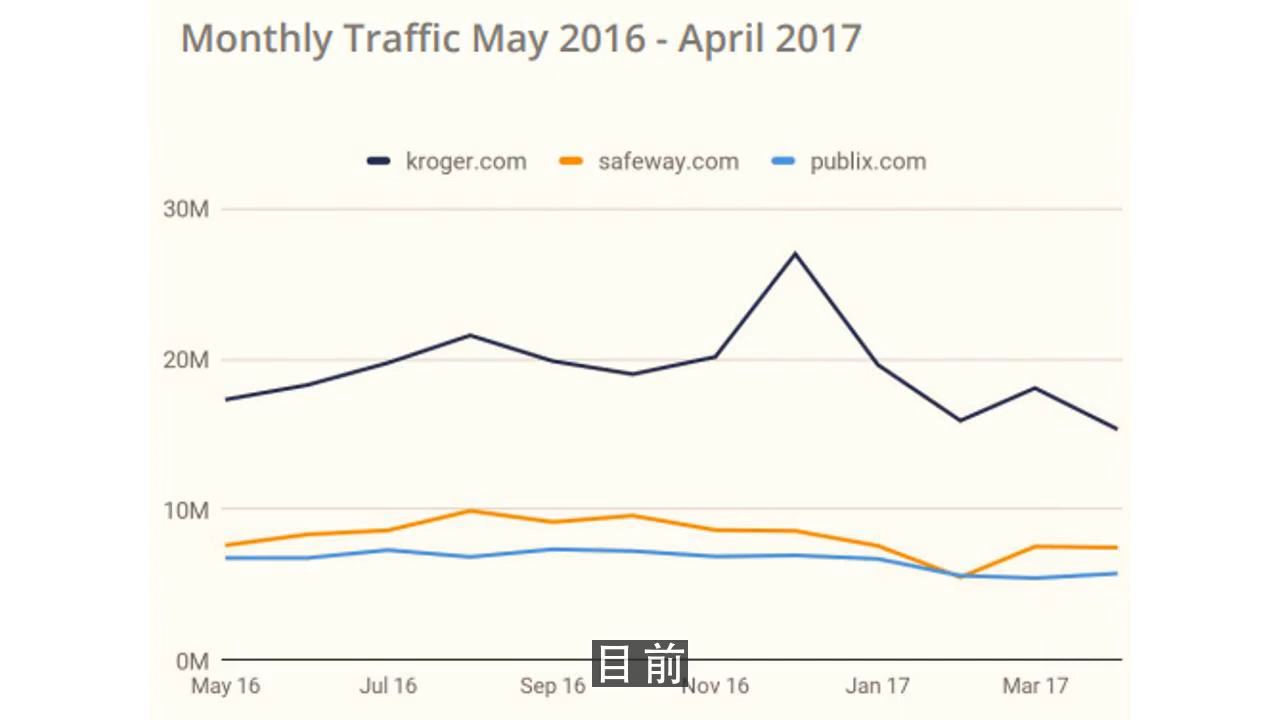 Monthly Traffic May 2016 - April 2017
kroger.com safeway.com publix.com
30M
20M
10M
0M
May 16 Jul 16 Sep 16 Nov 16 Jan 17 Mar 17
目前